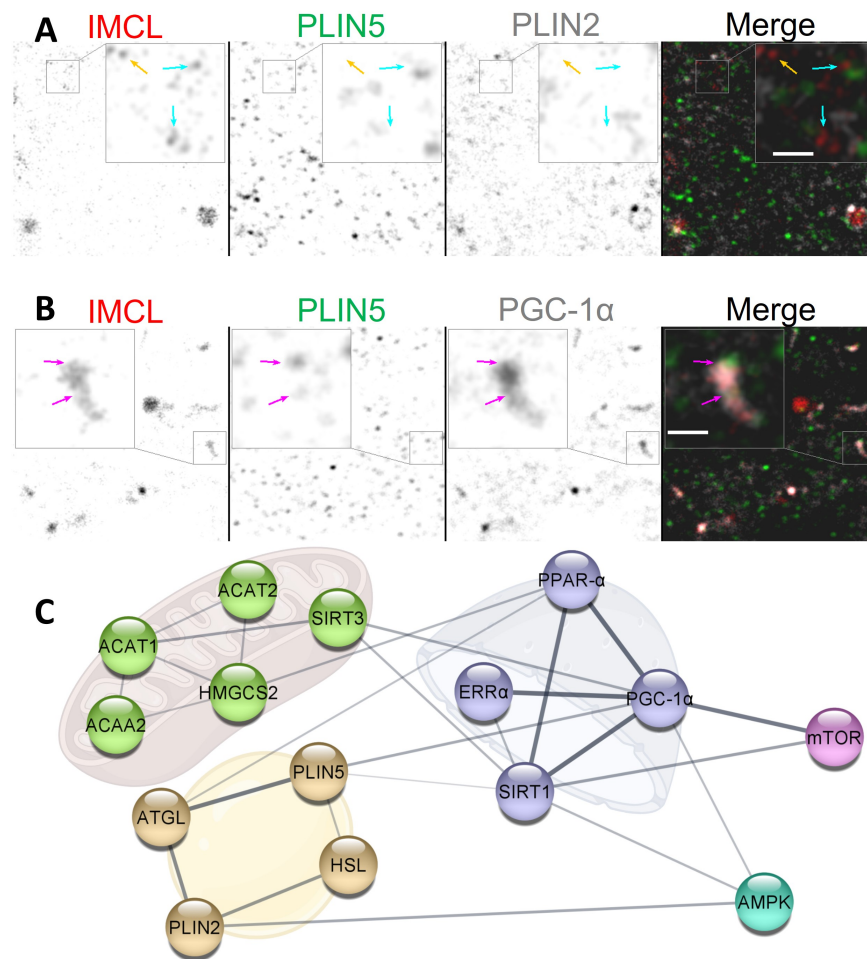 A
IMCL
PLIN5
PLIN2
Merge
B
IMCL
PLIN5
PGC-1α
Merge
C
ACAT2
SIRT3
ACAT1
HMGCS2
ACAA2
PPAR-α
ERRα
PGC-1α
mTOR
SIRT1
PLIN5
ATGL
HSL
PLIN2
AMPK